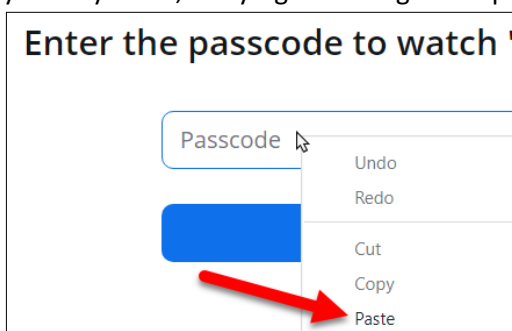 Enter the passcode to watch '
Passcode
Undo
Redo
Cut
Copy
Paste